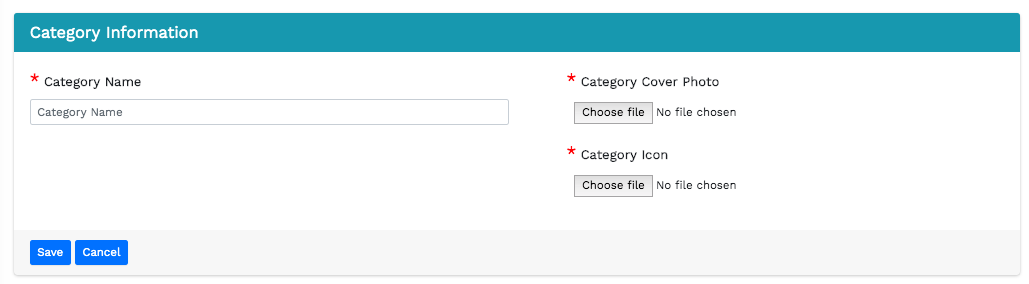 Category Information
* Category Name
Category Name
* Category Cover Photo
Choose file No file chosen
* Category Icon
Choose file No file chosen
Save Cancel